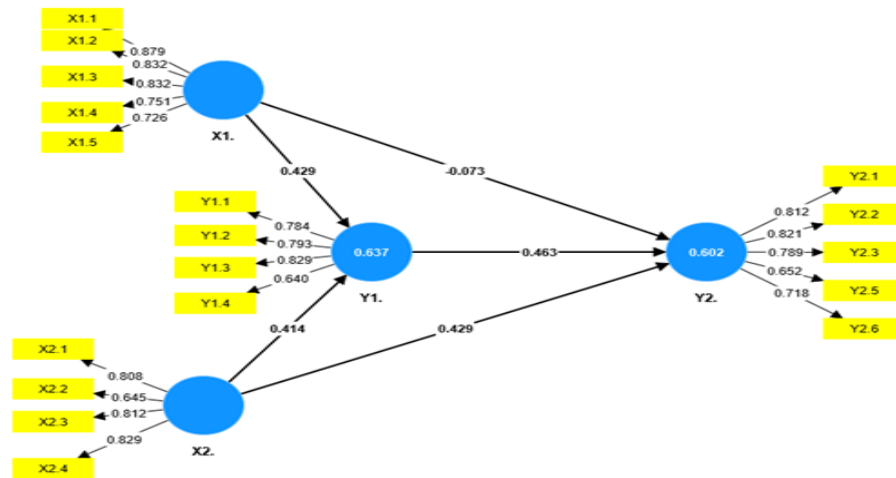 X1.1
X1.2
X1.3
X1.4
X1.5
0.879
0.832
0.832
0.751
0.726
X1.
0.429
-0.073
Y1.1
Y1.2
Y1.3
Y1.4
0.784
0.793
0.829
0.640
0.637
Y1.
0.463
0.414
0.429
0.602
Y2.
0.812
0.821
0.789
0.652
0.718
Y2.1
Y2.2
Y2.3
Y2.5
Y2.6
X2.1
X2.2
X2.3
X2.4
0.808
0.645
0.812
0.829
X2.